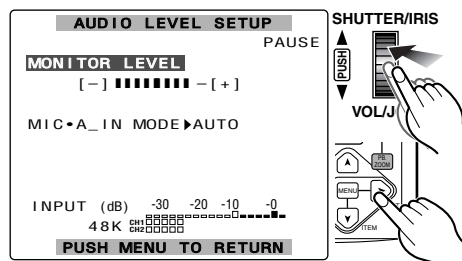 AUDIO LEVEL SETUP
PAUSE
MONITOR LEVEL
[–] –[+]
MIC•A_IN MODE▶AUTO
INPUT (dB) -30 -20 -10 -0
48K CH1
CH2
PUSH MENU TO RETURN
SHUTTER/IRIS
PUSH
VOL/J
PB.
ZOOM
MENU
ITEM